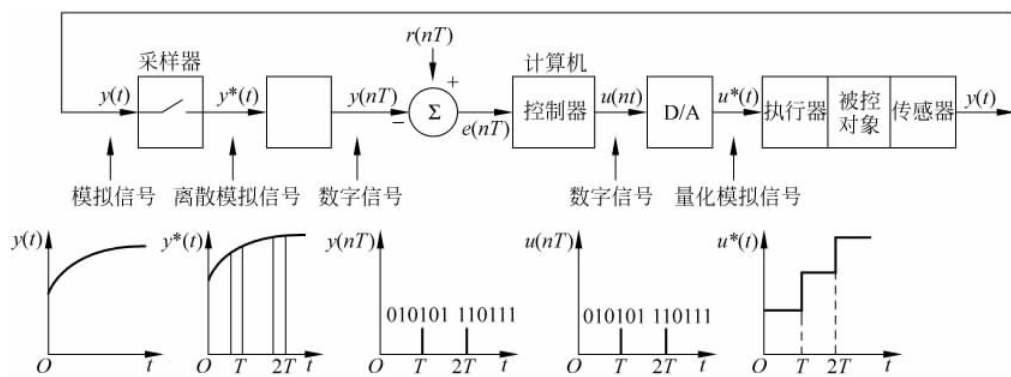 r(nT)
采样器
计算机
y(t)
y*(t)
y(nT)
+
−
Σ
e(nT)
控制器
u(nt)
D/A
u*(t)
执行器
被控
对象
传感器
y(t)
模拟信号
离散模拟信号
数字信号
数字信号
量化模拟信号
y(t)
O
t
y*(t)
O
T
2T
t
y(nT)
010101 110111
O
T
2T
t
u(nT)
010101 110111
O
T
2T
t
u*(t)
O
T
2T
t